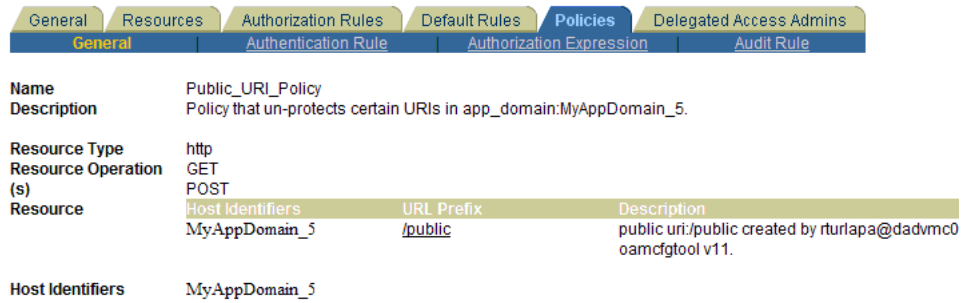 General Resources Authorization Rules Default Rules Policies Delegated Access Admins
General | Authentication Rule | Authorization Expression | Audit Rule
Name Public_URI_Policy
Description Policy that un-protects certain URIs in app_domain:MyAppDomain_5.
Resource Type http
Resource Operation GET
(s) POST
Resource Host Identifiers URL Prefix Description
MyAppDomain_5 /public public uri:/public created by rturlapa@dadvmc0
oamcfgtool v11.
Host Identifiers MyAppDomain_5